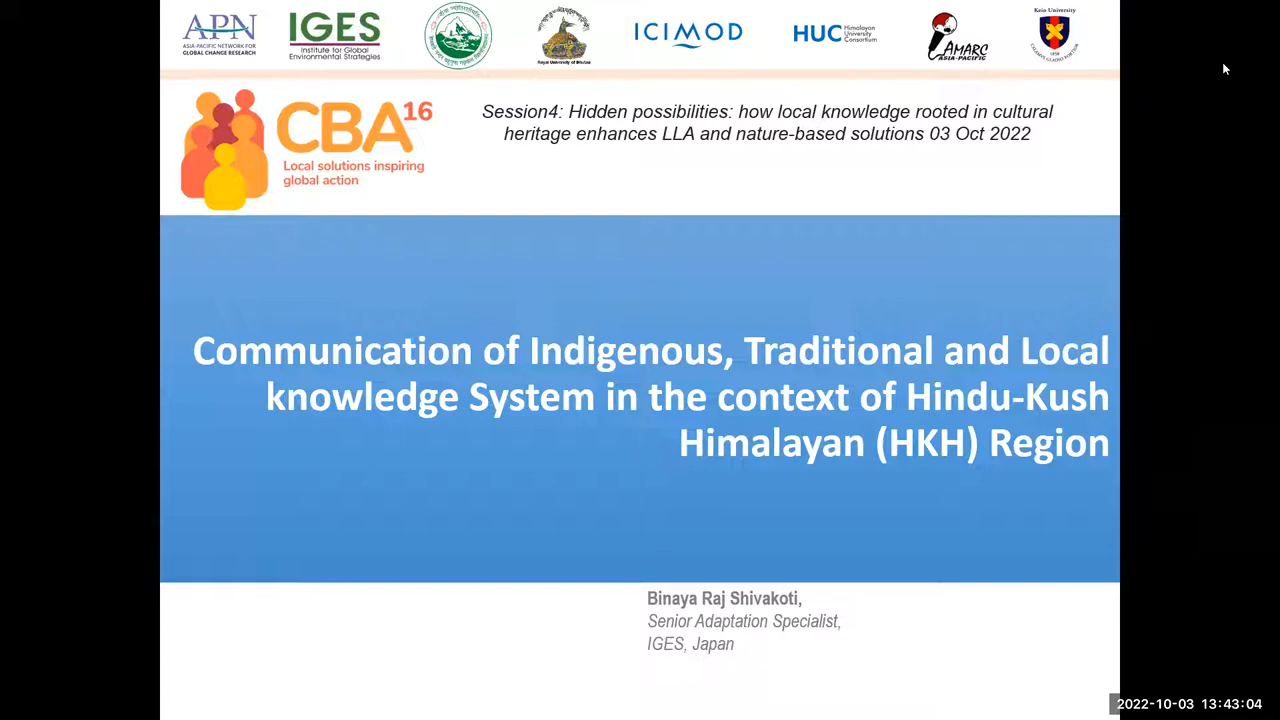 APN
ASIA-PACIFIC NETWORK FOR
GLOBAL CHANGE RESEARCH
IGES
Institute for Global
Environmental Strategies
Royal University of Bhutan
ICIMOD
HUC
Himalayan
University
Consortium
AMARC
ASIA-PACIFIC
Keio University
1858
CALAMVS GLADIO FORTIOR
CBA16
Local solutions inspiring
global action
Session4: Hidden possibilities: how local knowledge rooted in cultural
heritage enhances LLA and nature-based solutions 03 Oct 2022
Communication of Indigenous, Traditional and Local
knowledge System in the context of Hindu-Kush
Himalayan (HKH) Region
Binaya Raj Shivakoti,
Senior Adaptation Specialist,
IGES, Japan
2022-10-03 13:43:04